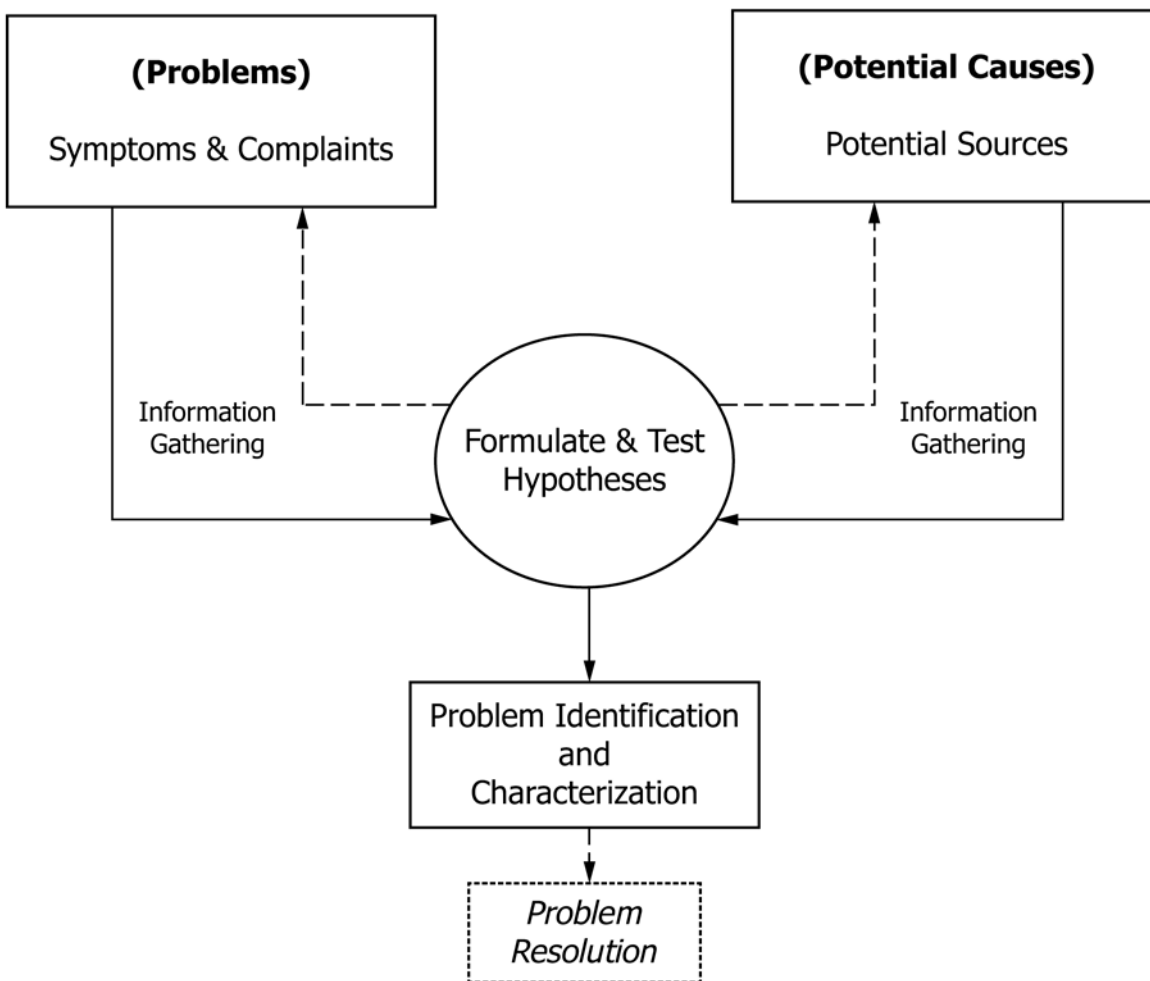 (Problems)
Symptoms & Complaints
(Potential Causes)
Potential Sources
Information
Gathering
Formulate & Test
Hypotheses
Information
Gathering
Problem Identification
and
Characterization
Problem
Resolution